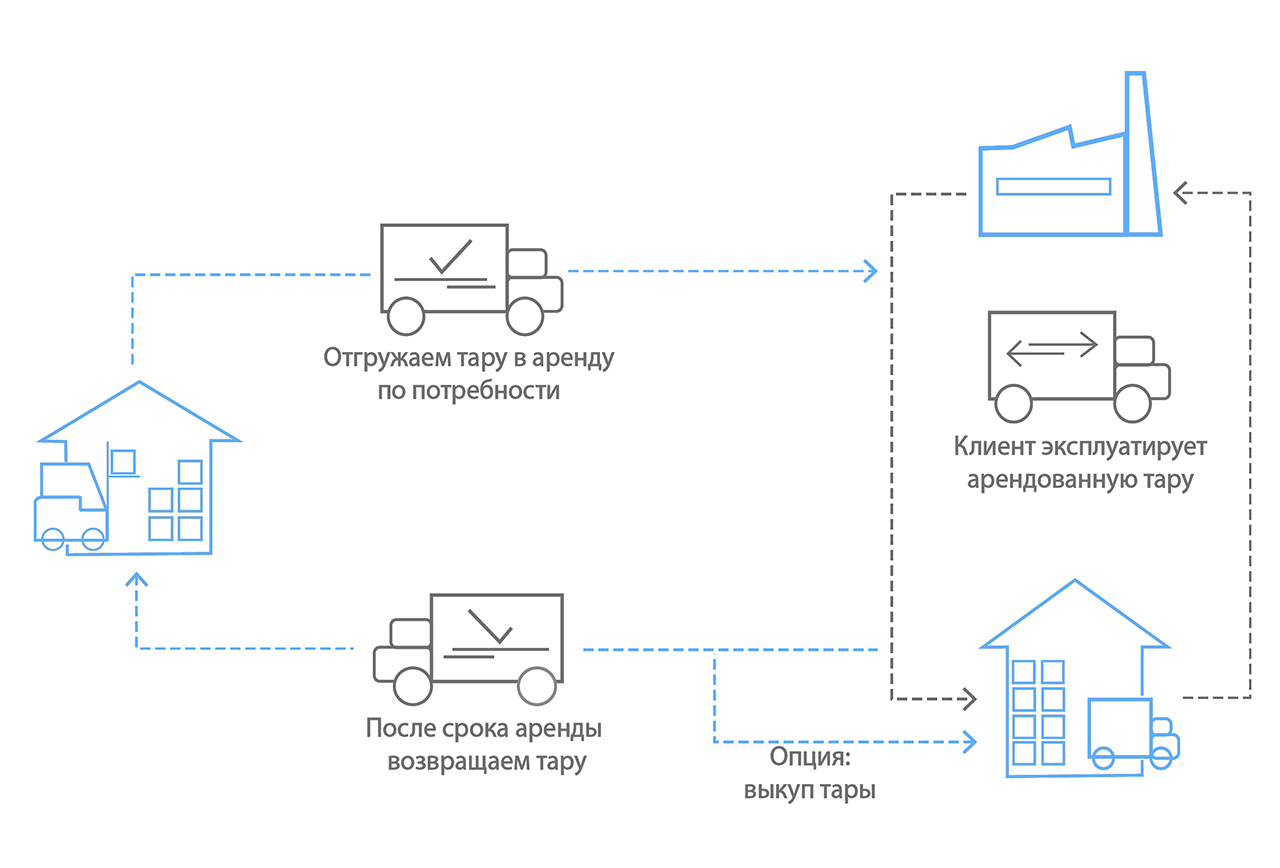 Отгружаем тару в аренду
по потребности
Клиент эксплуатирует
арендованную тару
После срока аренды
возвращаем тару
Опция:
выкуп тары